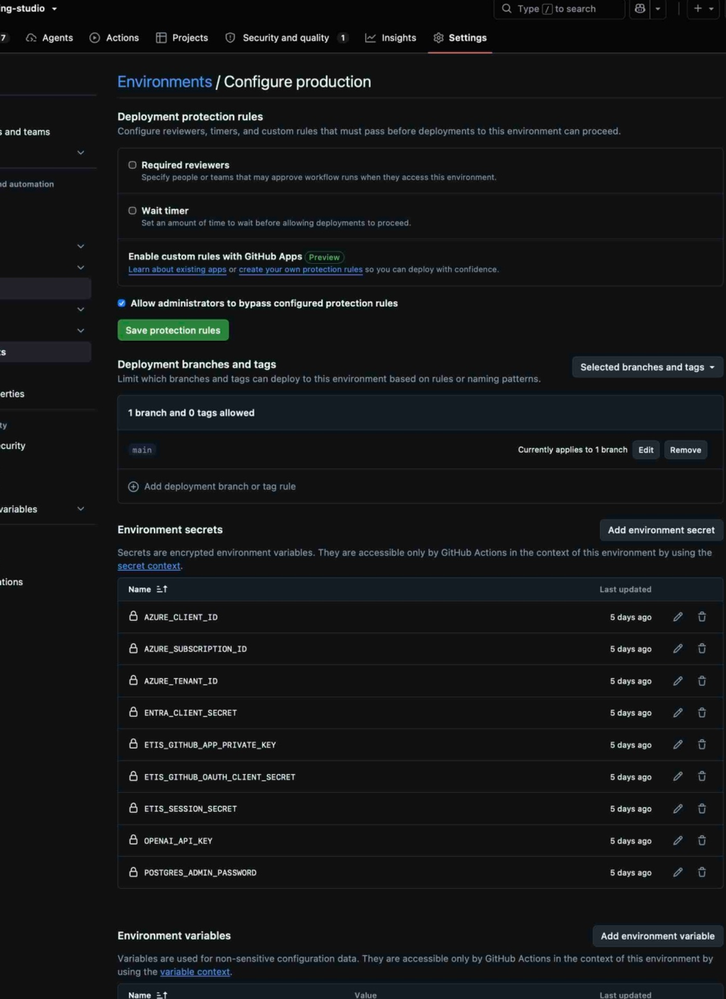 ing-studio
Type / to search
7 Agents Actions Projects Security and quality 1 Insights Settings
Environments / Configure production
Deployment protection rules
Configure reviewers, timers, and custom rules that must pass before deployments to this environment can proceed.
s and teams
Required reviewers
Specify people or teams that may approve workflow runs when they access this environment.
nd automation
Wait timer
Set an amount of time to wait before allowing deployments to proceed.
Enable custom rules with GitHub Apps Preview
Learn about existing apps or create your own protection rules so you can deploy with confidence.
Allow administrators to bypass configured protection rules
Save protection rules
ts
Deployment branches and tags
Limit which branches and tags can deploy to this environment based on rules or naming patterns.
Selected branches and tags
erties
1 branch and 0 tags allowed
ty
ecurity
main
Currently applies to 1 branch Edit Remove
Add deployment branch or tag rule
variables
Environment secrets
Add environment secret
Secrets are encrypted environment variables. They are accessible only by GitHub Actions in the context of this environment by using the
secret context.
ations
Name Last updated
AZURE_CLIENT_ID 5 days ago
AZURE_SUBSCRIPTION_ID 5 days ago
AZURE_TENANT_ID 5 days ago
ENTRA_CLIENT_SECRET 5 days ago
ETIS_GITHUB_APP_PRIVATE_KEY 5 days ago
ETIS_GITHUB_OAUTH_CLIENT_SECRET 5 days ago
ETIS_SESSION_SECRET 5 days ago
OPENAI_API_KEY 5 days ago
POSTGRES_ADMIN_PASSWORD 5 days ago
Environment variables
Add environment variable
Variables are used for non-sensitive configuration data. They are accessible only by GitHub Actions in the context of this environment by
using the variable context.
Name Value Last updated